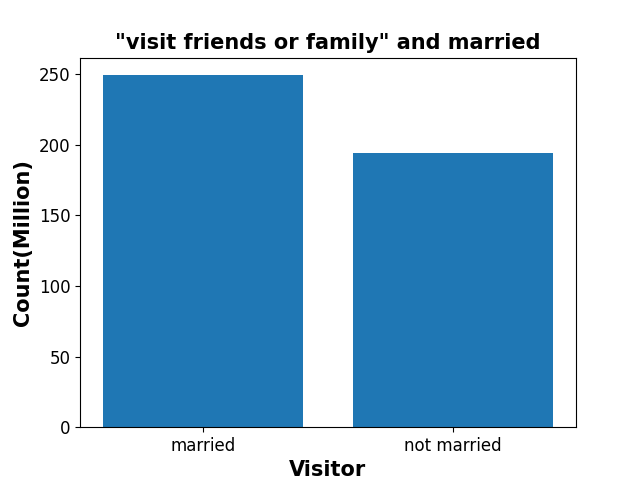 "visit friends or family" and married
Count(Million)
250
200
150
100
50
0
married
not married
Visitor